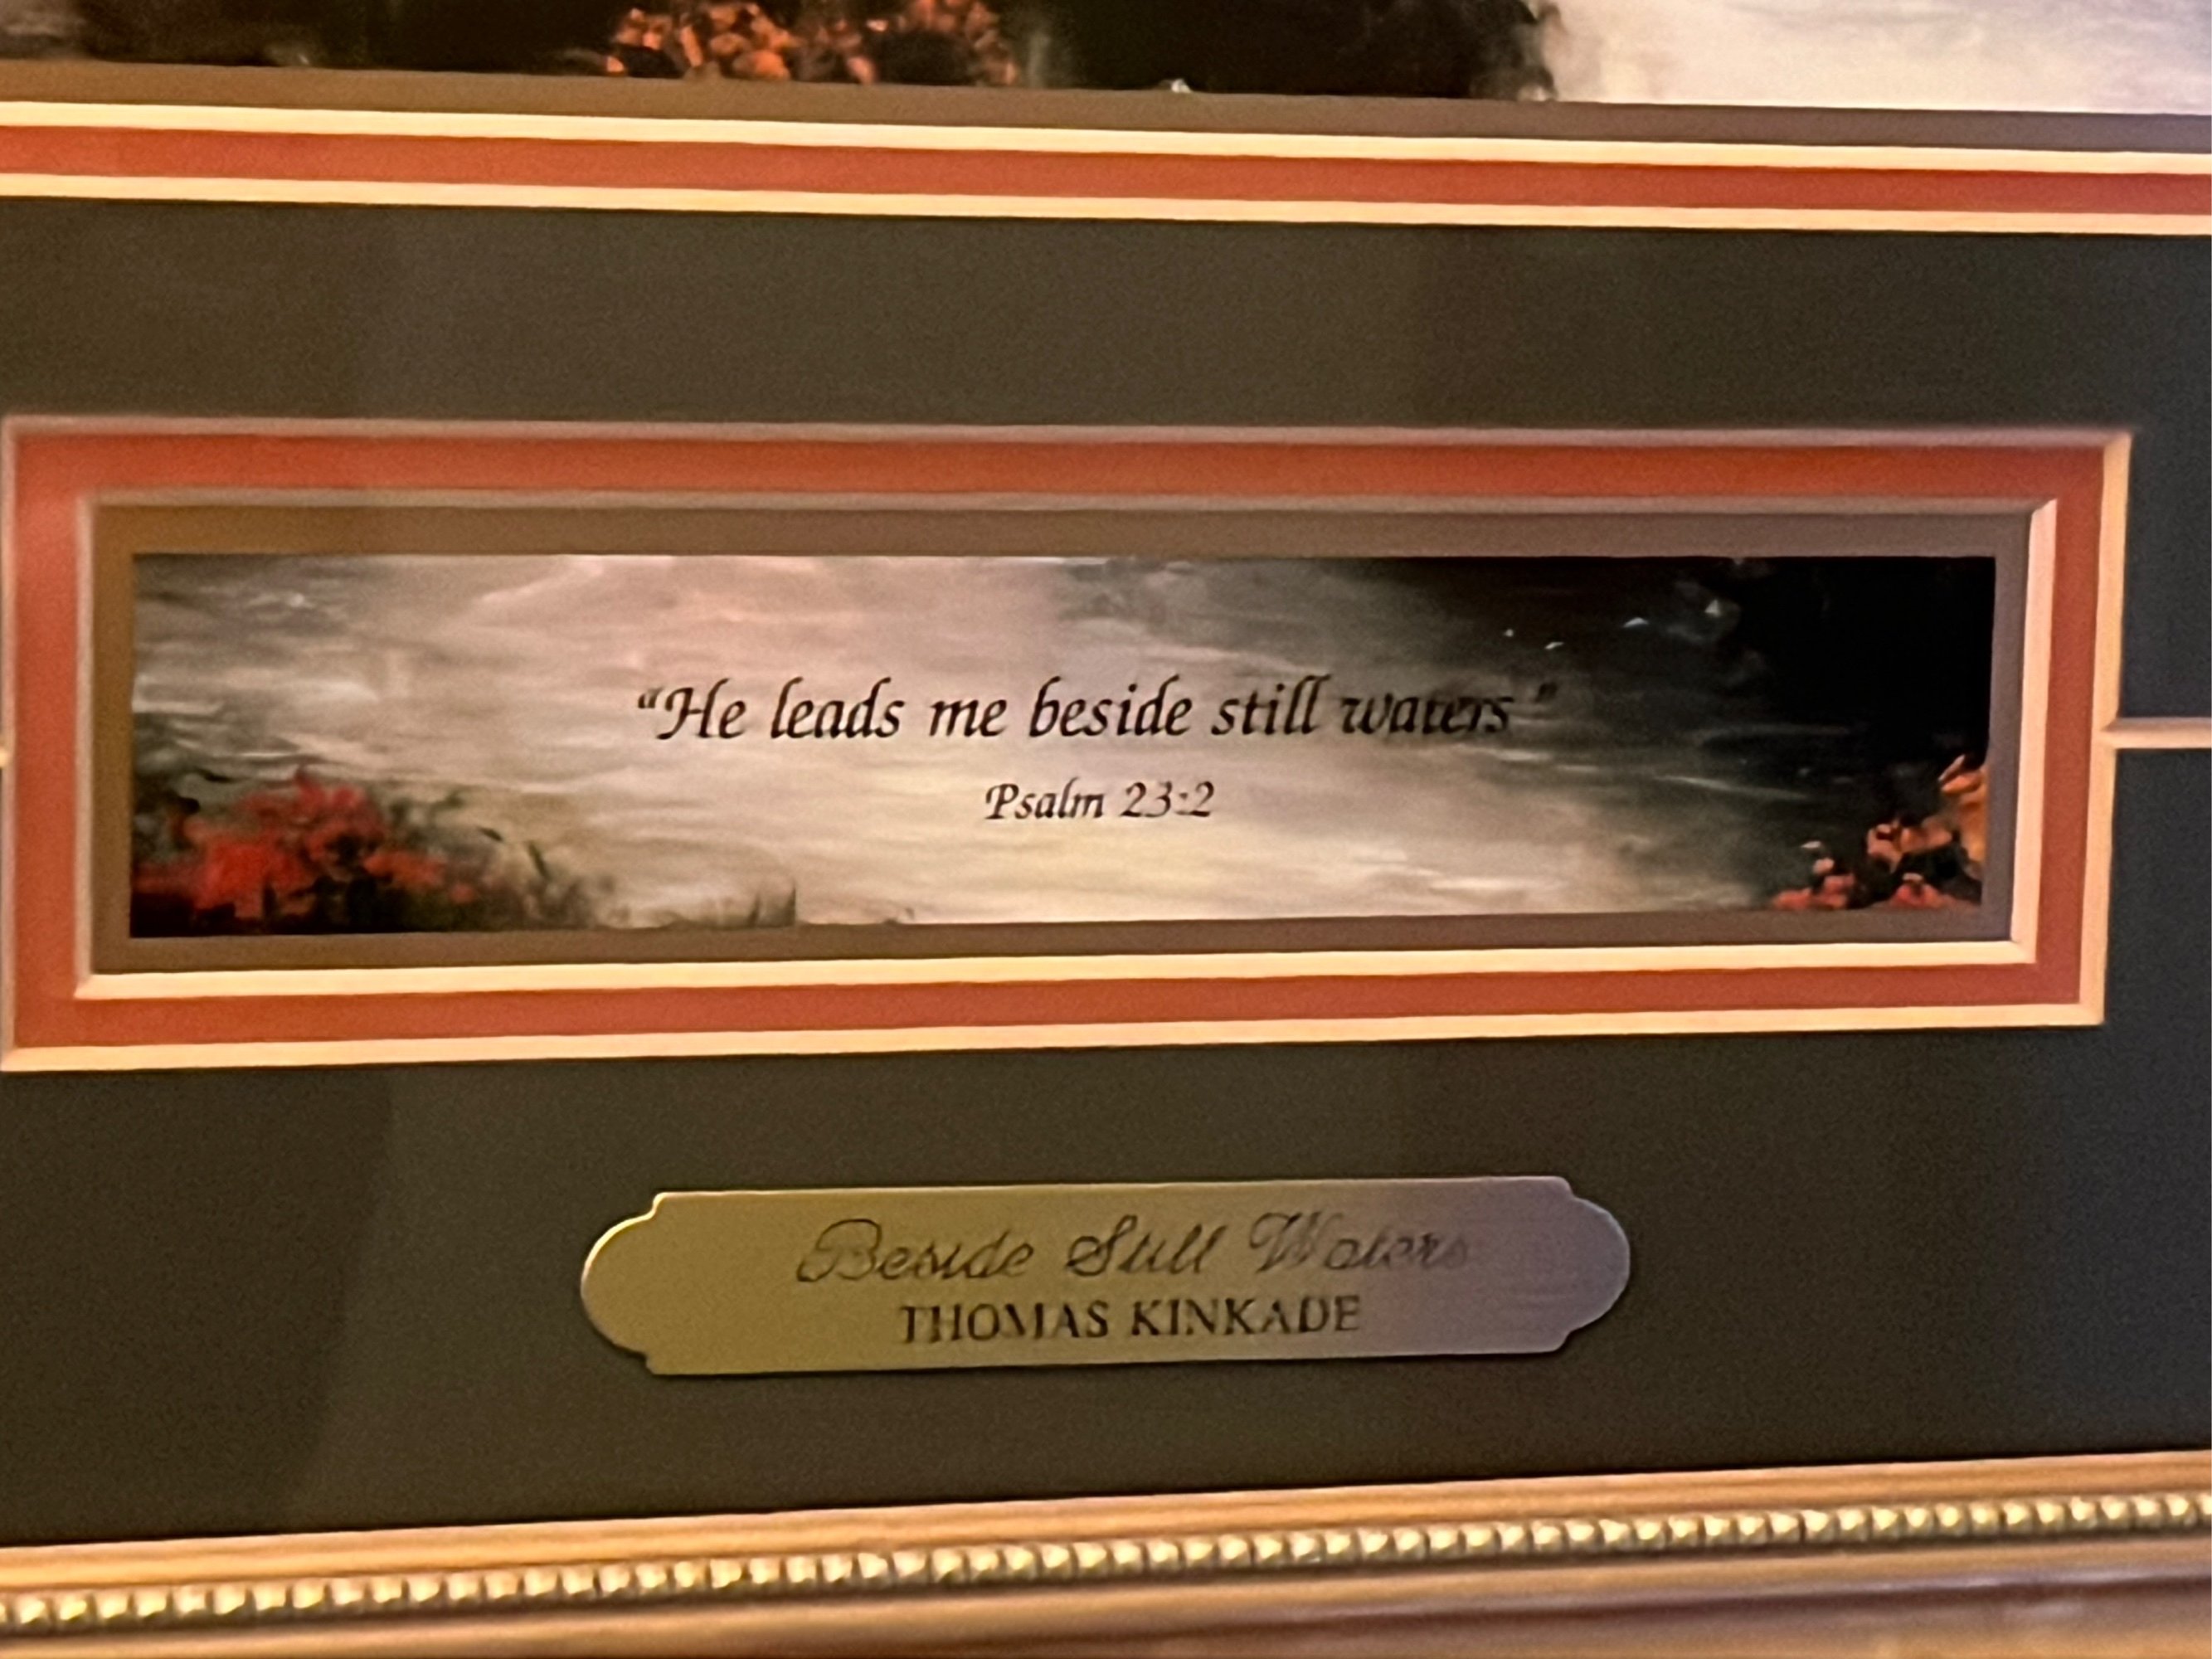 “He leads me beside still waters”
Psalm 23:2
Beside Still Waters
THOMAS KINKADE